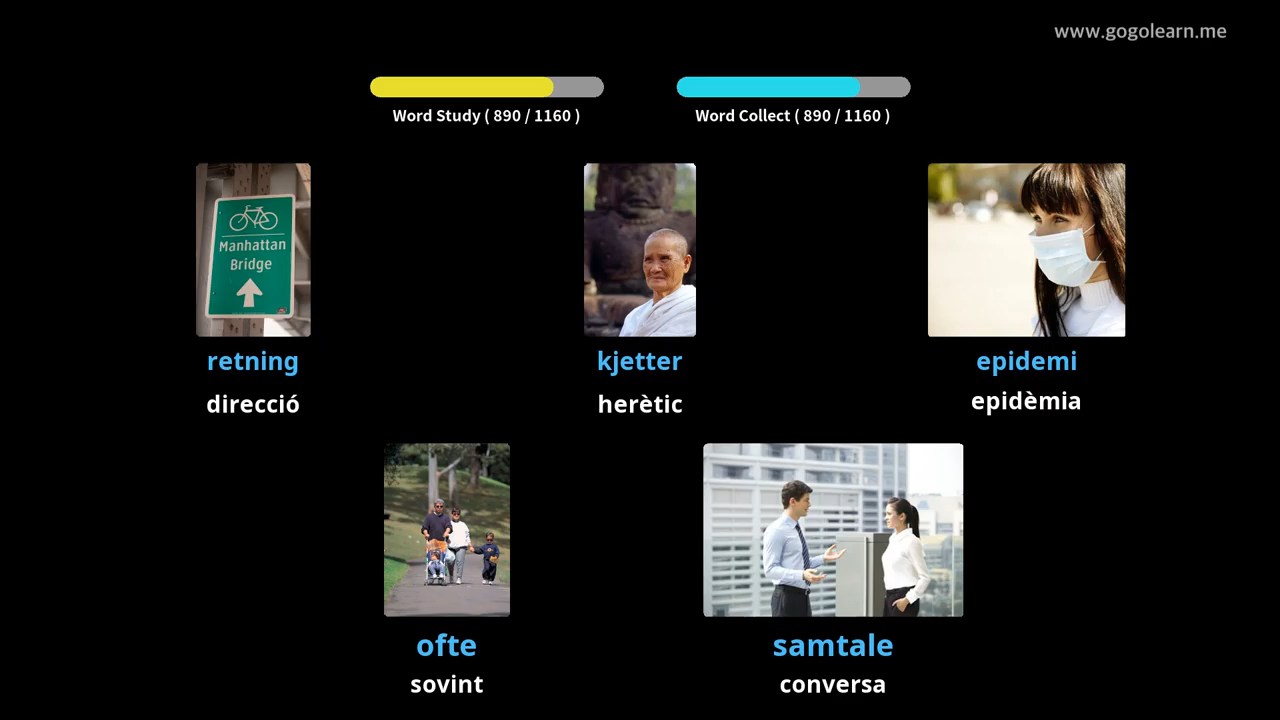 www.gogolearn.me
Word Study ( 890 / 1160 )
Word Collect ( 890 / 1160 )
Manhattan
Bridge
retning
kjetter
epidemi
direcció
herètic
epidèmia
ofte
samtale
sovint
conversa